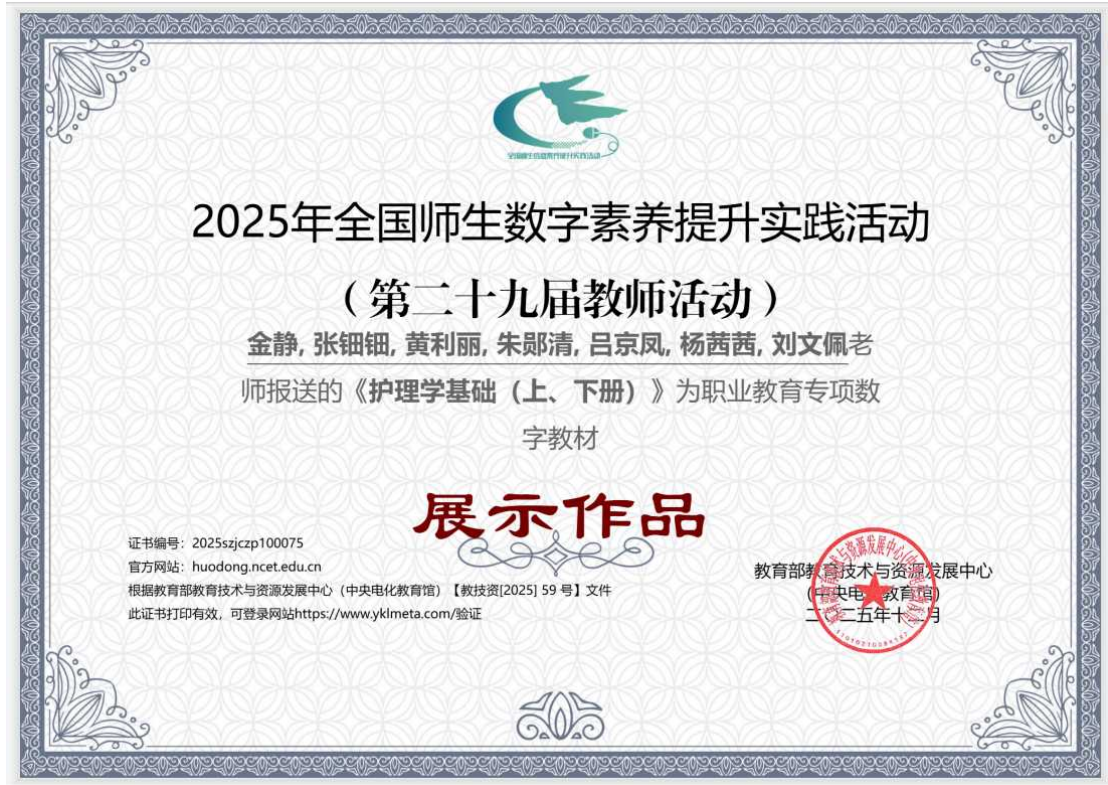 2025年全国师生数字素养提升实践活动
（第二十九届教师活动）
金静, 张钿钿, 黄利丽, 朱郧清, 吕京凤, 杨茜茜, 刘文佩老
师报送的《护理学基础（上、下册）》为职业教育专项数
字教材
展示作品
证书编号：2025szjczp100075
官方网站：huodong.ncet.edu.cn
根据教育部教育技术与资源发展中心（中央电化教育馆）【教技资[2025] 59 号】文件
此证书打印有效，可登录网站https://www.yklmeta.com/验证
教育部教育技术与资源发展中心
(中央电化教育馆)
二〇二五年十二月